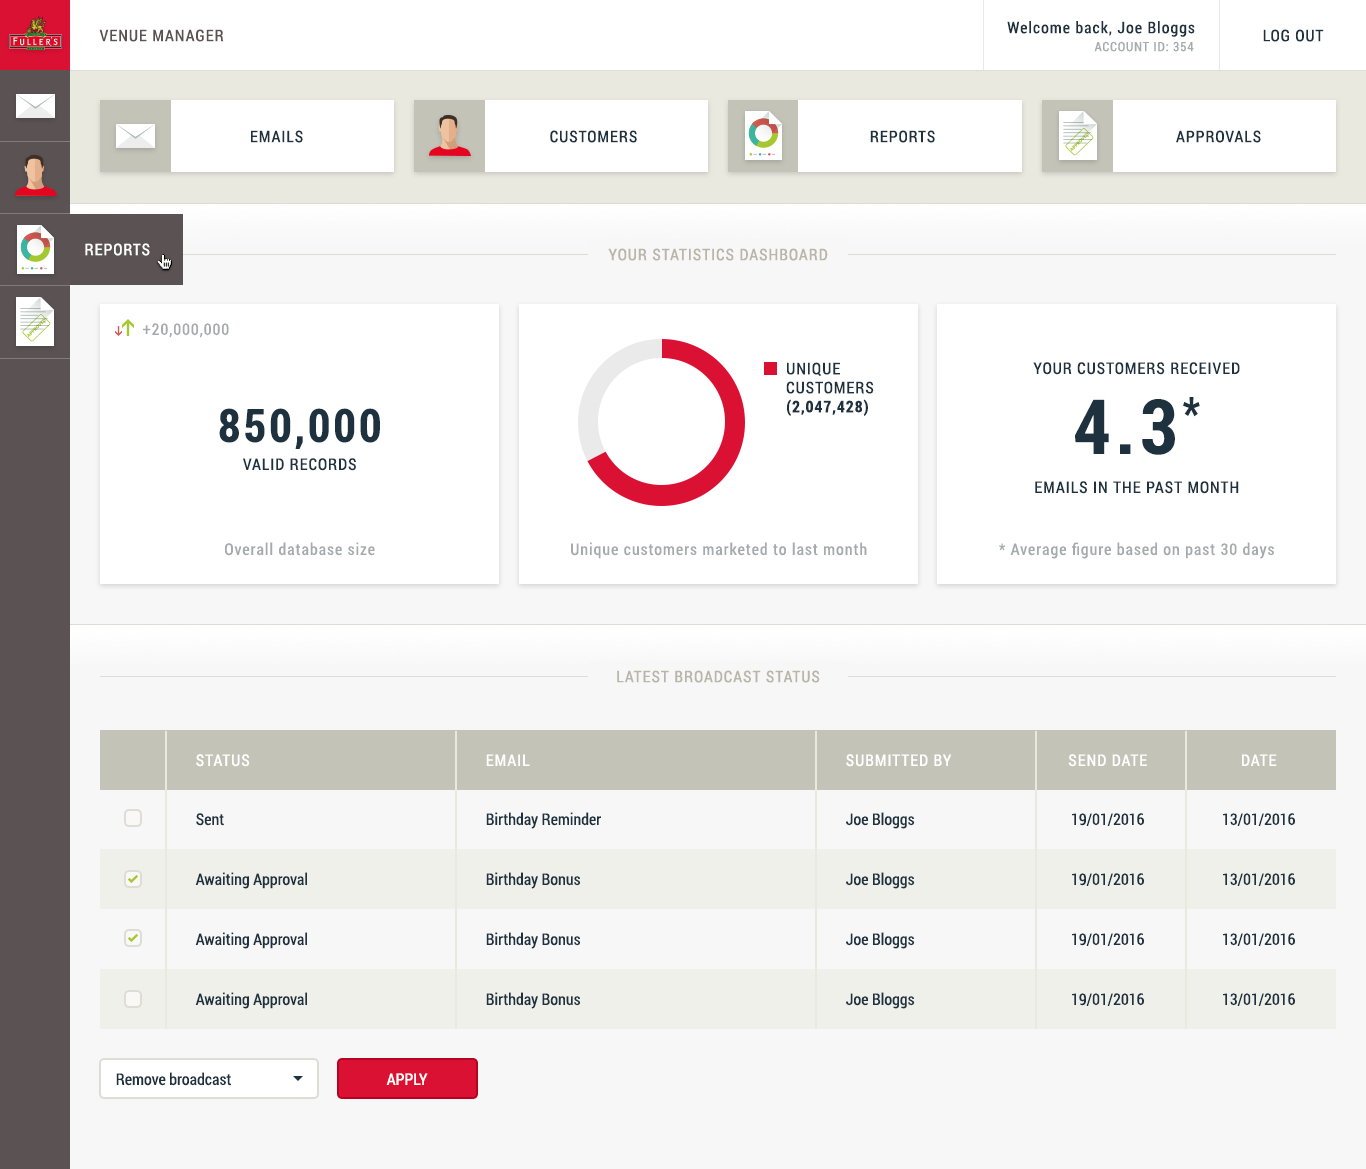 FULLER'S
VENUE MANAGER
Welcome back, Joe Bloggs
ACCOUNT ID: 354
LOG OUT
EMAILS
CUSTOMERS
REPORTS
APPROVALS
REPORTS
YOUR STATISTICS DASHBOARD
+20,000,000
850,000
VALID RECORDS
Overall database size
UNIQUE
CUSTOMERS
(2,047,428)
Unique customers marketed to last month
YOUR CUSTOMERS RECEIVED
4.3*
EMAILS IN THE PAST MONTH
* Average figure based on past 30 days
LATEST BROADCAST STATUS
STATUS EMAIL SUBMITTED BY SEND DATE DATE
Sent Birthday Reminder Joe Bloggs 19/01/2016 13/01/2016
Awaiting Approval Birthday Bonus Joe Bloggs 19/01/2016 13/01/2016
Awaiting Approval Birthday Bonus Joe Bloggs 19/01/2016 13/01/2016
Awaiting Approval Birthday Bonus Joe Bloggs 19/01/2016 13/01/2016
Remove broadcast
APPLY